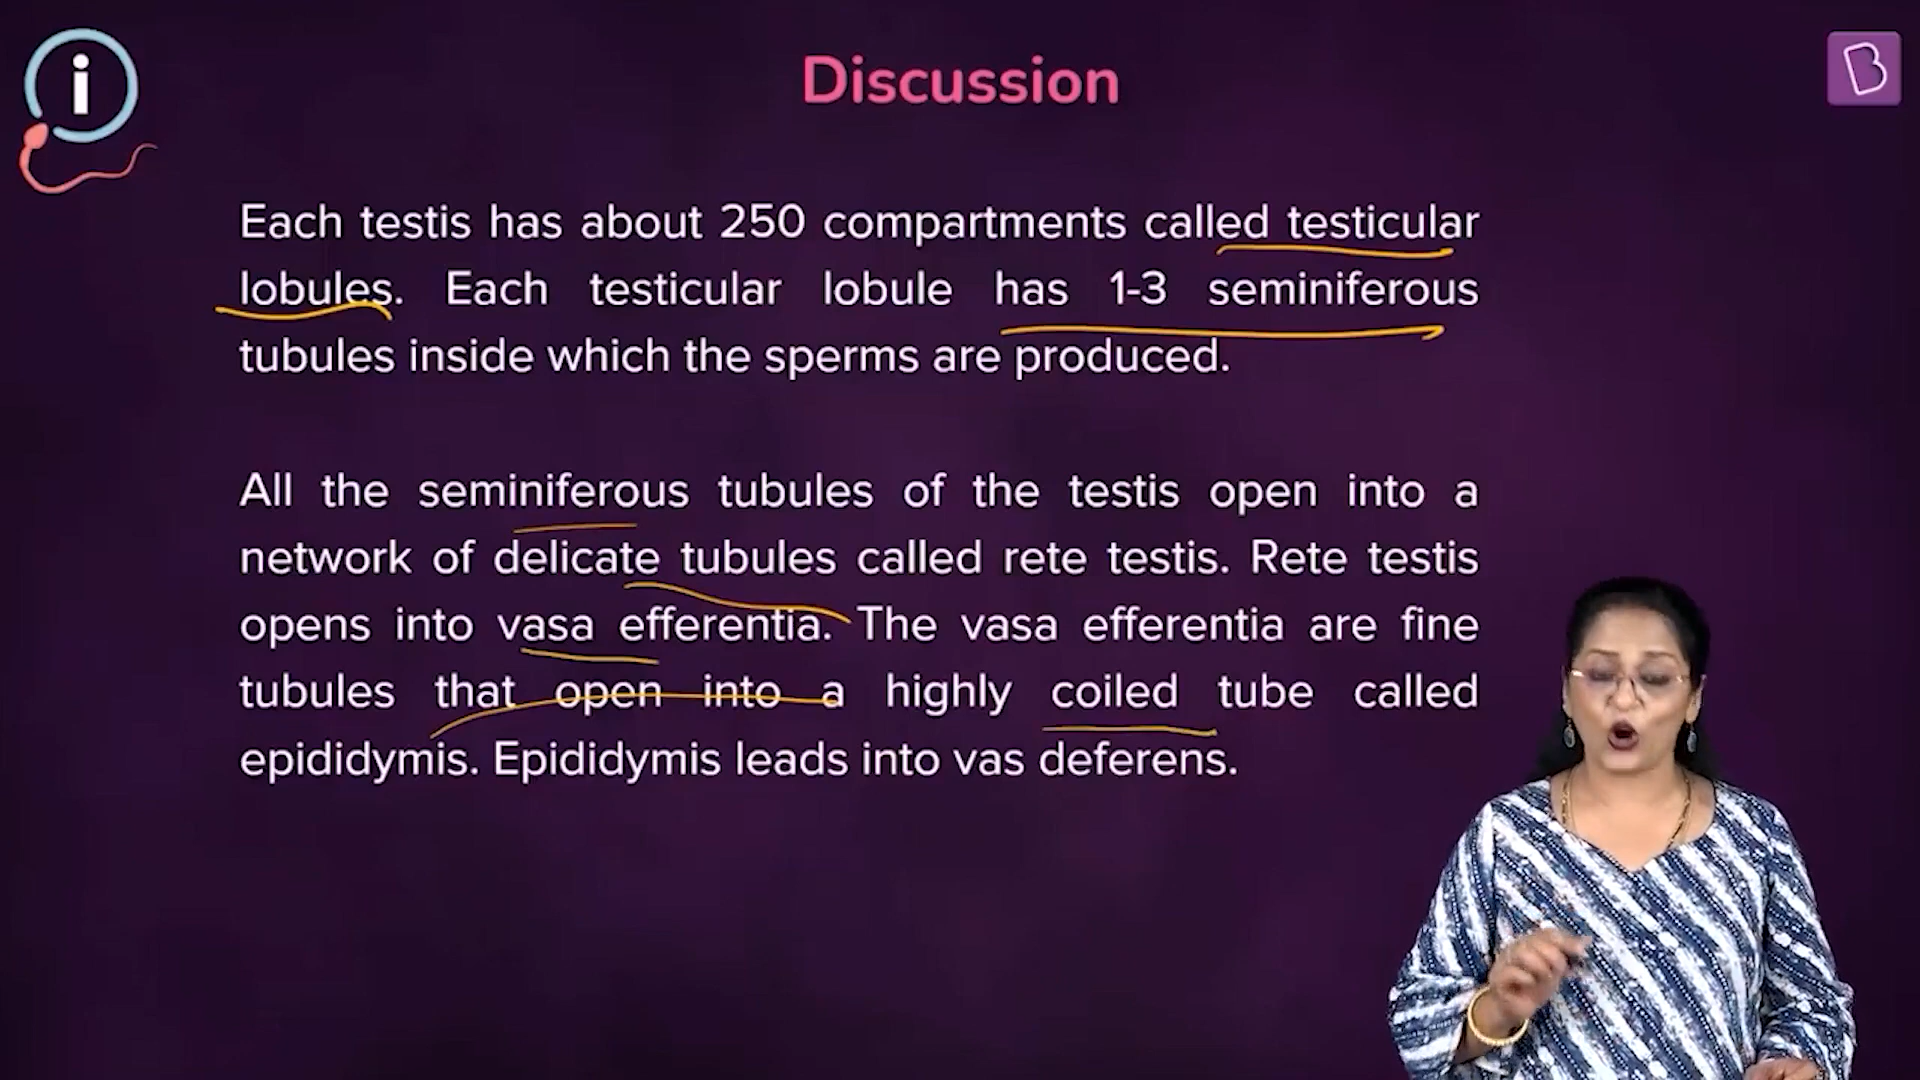 i
Discussion
B
Each testis has about 250 compartments called testicular
lobules. Each testicular lobule has 1-3 seminiferous
tubules inside which the sperms are produced.
All the seminiferous tubules of the testis open into a
network of delicate tubules called rete testis. Rete testis
opens into vasa efferentia. The vasa efferentia are fine
tubules that open into a highly coiled tube called
epididymis. Epididymis leads into vas deferens.